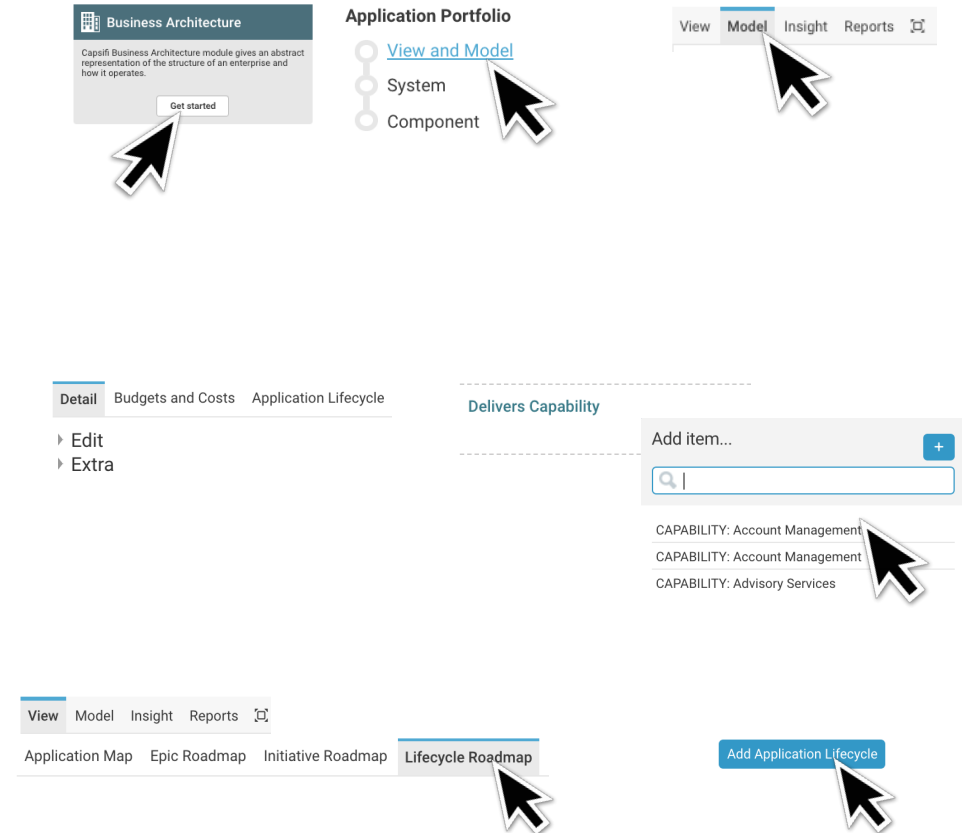 Business Architecture
Capsifi Business Architecture module gives an abstract
representation of the structure of an enterprise and
how it operates.
Get started
Application Portfolio
View and Model
System
Component
View Model Insight Reports
Detail Budgets and Costs Application Lifecycle
Edit
Extra
Delivers Capability
Add item...
+
CAPABILITY: Account Management
CAPABILITY: Account Management
CAPABILITY: Advisory Services
View Model Insight Reports
Application Map Epic Roadmap Initiative Roadmap Lifecycle Roadmap
Add Application Lifecycle